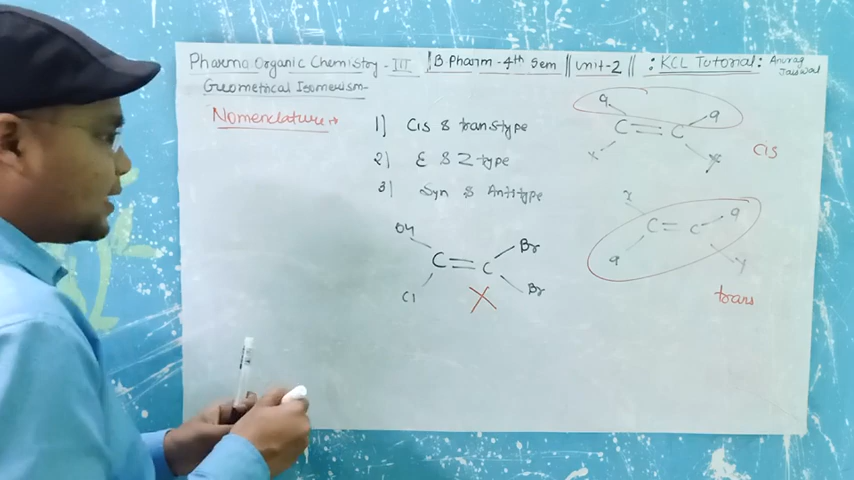 Pharma Organic Chemistry - III || B Pharm - 4th Sem || Unit-2 || : KCL Tutorial : Anurag Jaiswal
Geometrical Isomerism-
Nomenclature →
1] Cis & trans type
2] E & Z type
3] Syn & Anti type
a a
C = C
x y
Cis
x a
C = C
a y
trans
OH Br
C = C
Cl Br
X